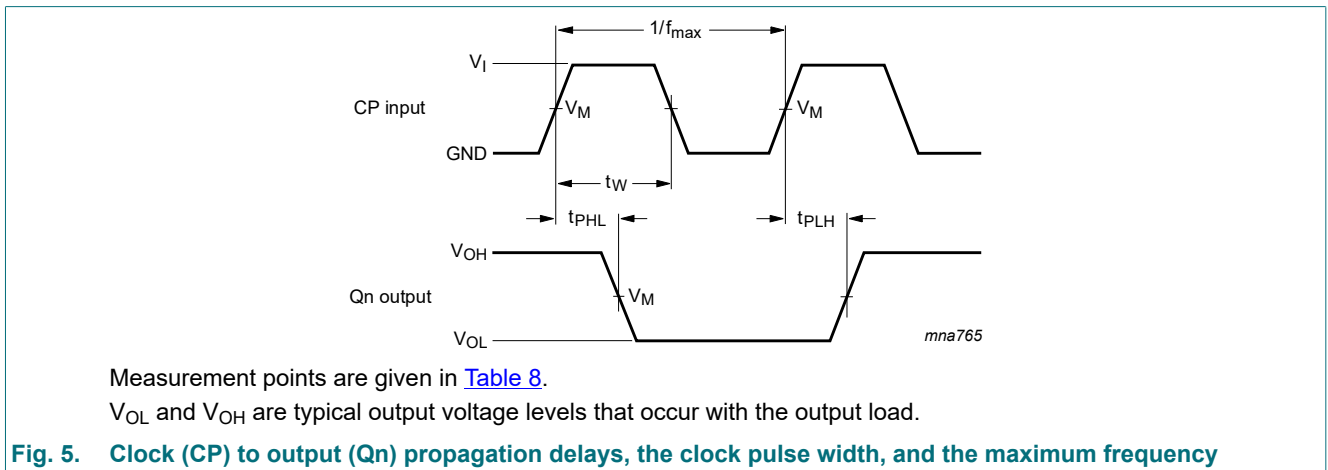 1/fmax
VI
CP input
VM
VM
GND
tW
tPHL
tPLH
VOH
Qn output
VM
VOL
mna765
Measurement points are given in Table 8.
VOL and VOH are typical output voltage levels that occur with the output load.
Fig. 5. Clock (CP) to output (Qn) propagation delays, the clock pulse width, and the maximum frequency